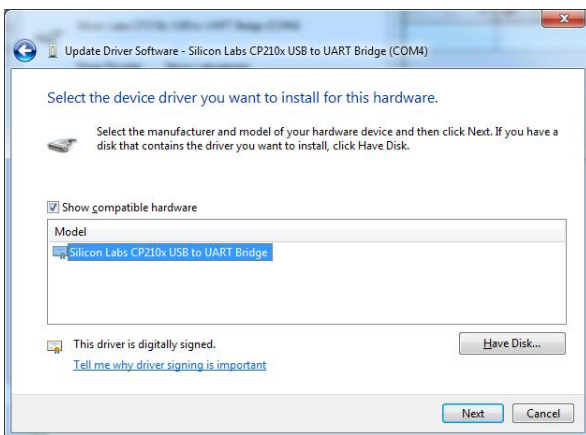 Update Driver Software - Silicon Labs CP210x USB to UART Bridge (COM4)
Select the device driver you want to install for this hardware.
Select the manufacturer and model of your hardware device and then click Next. If you have a
disk that contains the driver you want to install, click Have Disk.
Show compatible hardware
Model
Silicon Labs CP210x USB to UART Bridge
This driver is digitally signed.
Have Disk...
Tell me why driver signing is important
Next
Cancel